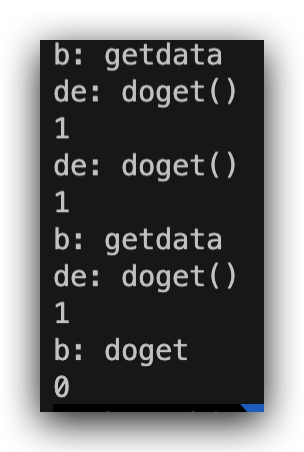 b: getdata
de: doget()
1
de: doget()
1
b: getdata
de: doget()
1
b: doget
0